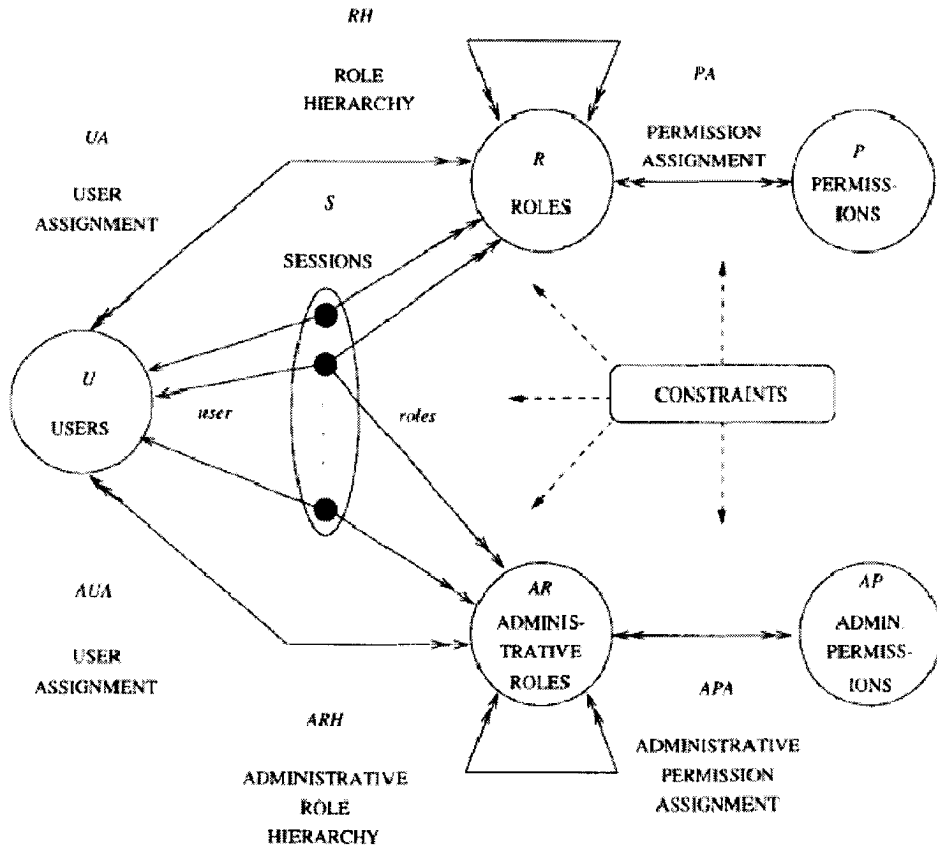 RH
ROLE
HIERARCHY
PA
PERMISSION
ASSIGNMENT
UA
USER
ASSIGNMENT
R
ROLES
P
PERMISS-
IONS
S
SESSIONS
U
USERS
user
roles
CONSTRAINTS
AUA
USER
ASSIGNMENT
AR
ADMINIS-
TRATIVE
ROLES
AP
ADMIN.
PERMISS-
IONS
ARH
ADMINISTRATIVE
ROLE
HIERARCHY
APA
ADMINISTRATIVE
PERMISSION
ASSIGNMENT